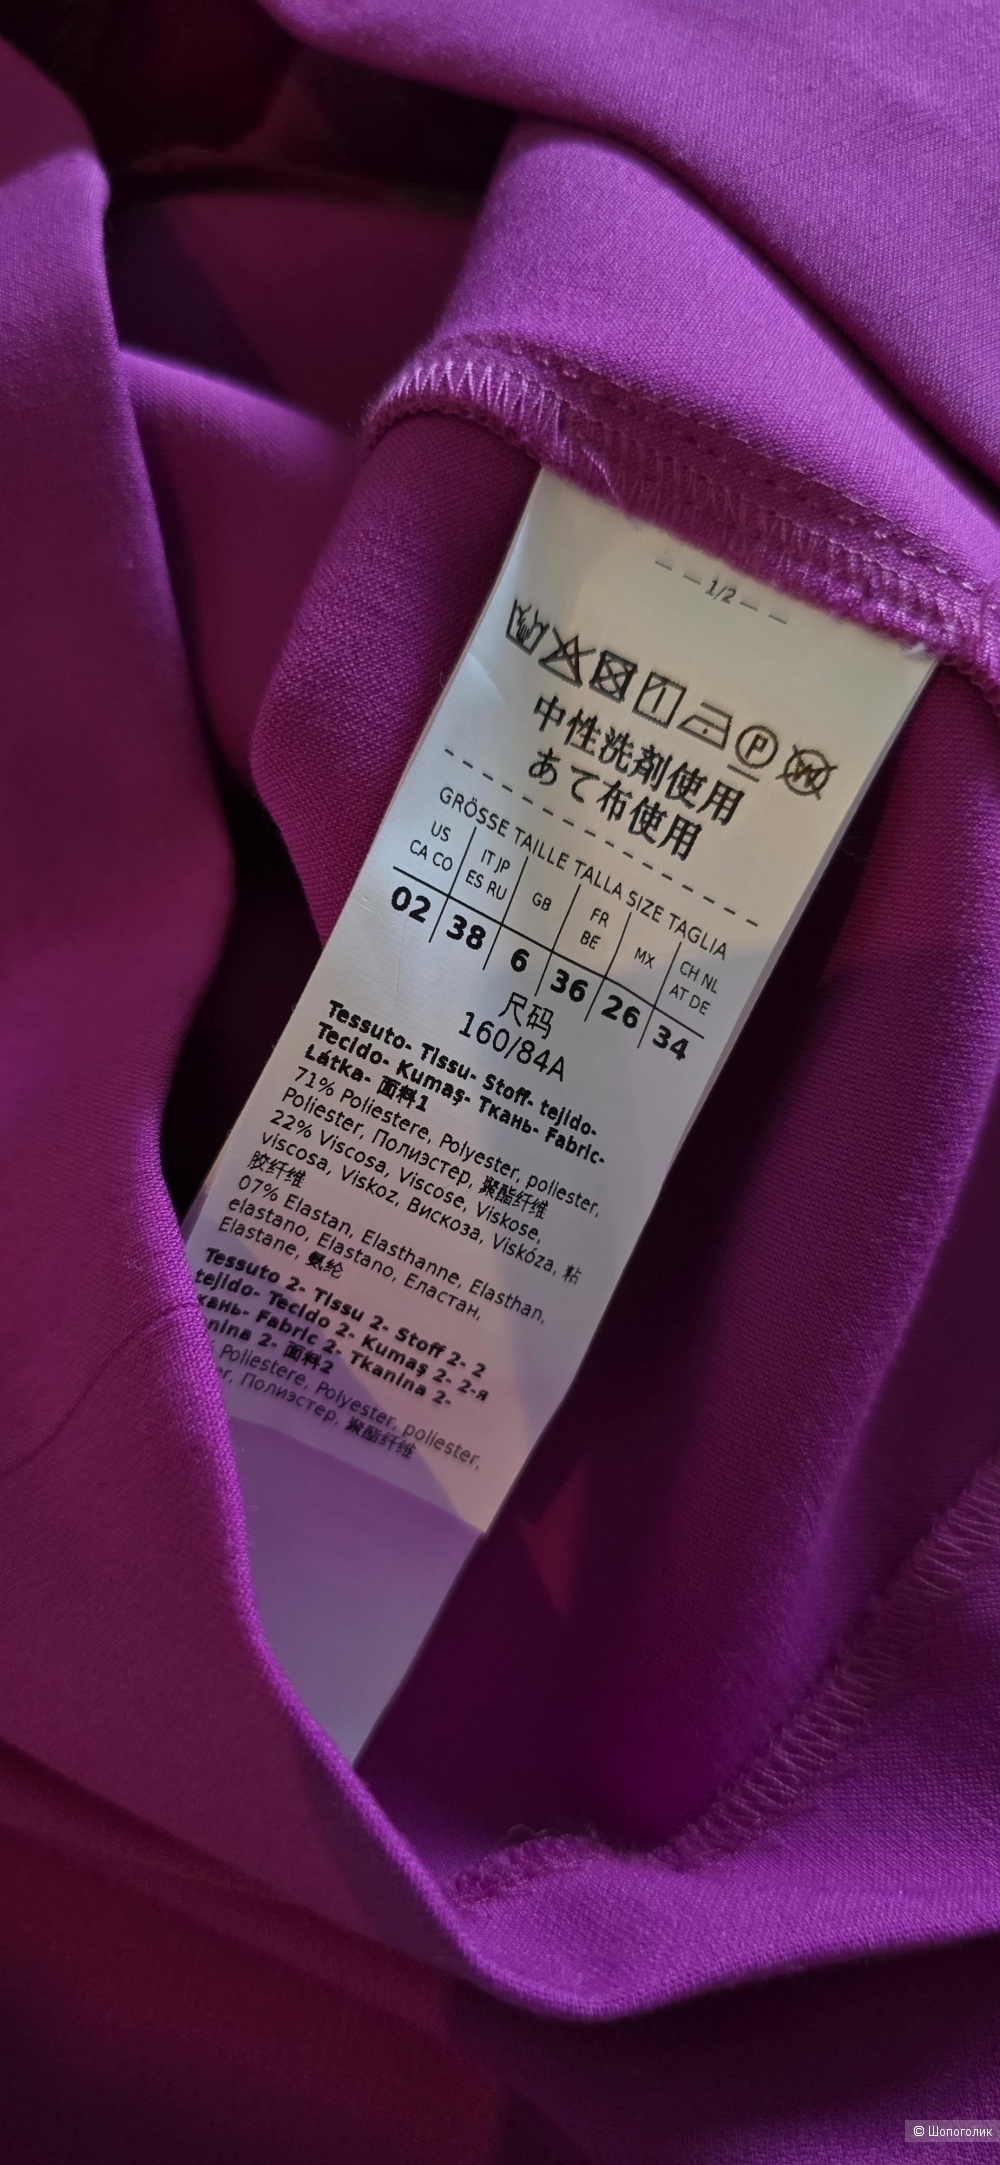 1/2
P
W
中性洗剤使用
あて布使用
GRÖSSE TAILLE TALLA SIZE TAGLIA
US CA CO
IT JP ES RU
GB
FR BE
MX
CH NL AT DE
02 38 6 36 26 34
尺码
160/84A
Tessuto- Tissu- Stoff- tejido-
Tecido- Kumaş- Ткань- Fabric-
Látka- 面料1
71% Poliestere, Polyester, poliester,
Poliester, Полиэстер, 聚酯纤维
22% Viscosa, Viscose, Viskose,
viscosa, Viskoz, Вискоза, Viskóza, 粘
胶纤维
07% Elastan, Elasthanne, Elasthan,
elastano, Elastano, Еластан,
Elastane, 氨纶
Tessuto 2- Tissu 2- Stoff 2- 2
tejido- Tecido 2- Kumaş 2- 2-я
кань- Fabric 2- Tkanina 2-
nina 2- 面料2
% Poliestere, Polyester, poliester,
er, Полиэстер, 聚酯纤维
© Шопоголик